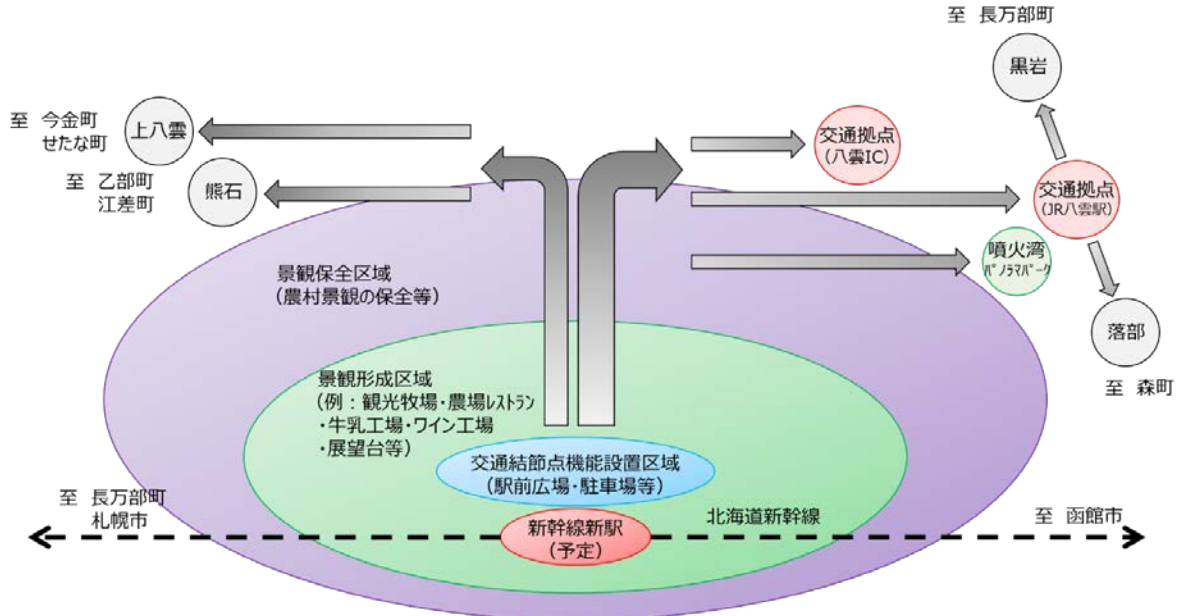 至 長万部町
黒岩
至 今金町
せたな町
上八雲
交通拠点
(八雲IC)
至 乙部町
江差町
熊石
交通拠点
(JR八雲駅)
噴火湾
ﾊﾟﾉﾗﾏﾊﾟｰｸ
景観保全区域
(農村景観の保全等)
落部
至 森町
景観形成区域
(例：観光牧場・農場ﾚｽﾄﾗﾝ
・牛乳工場・ワイン工場
・展望台等)
交通結節点機能設置区域
(駅前広場・駐車場等)
至 長万部町
札幌市
新幹線新駅
(予定)
北海道新幹線
至 函館市